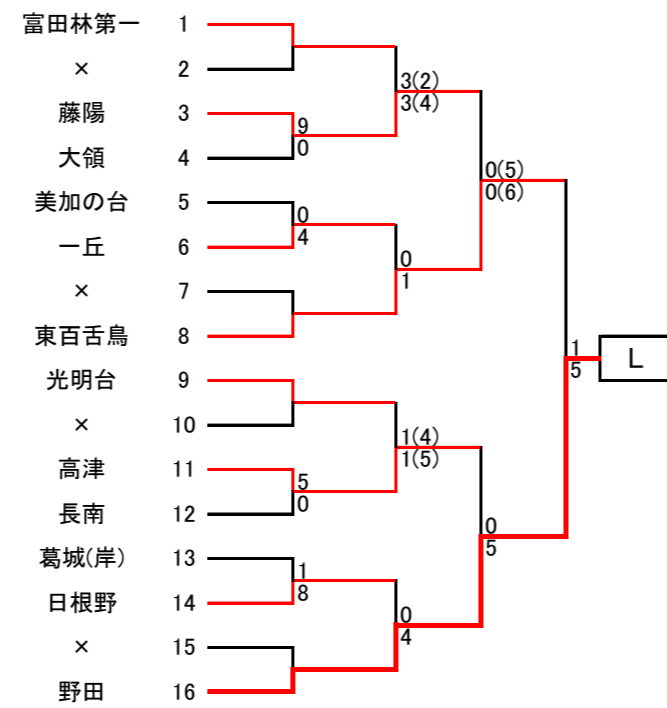 富田林第一 1
× 2
藤陽 3
大領 4
美加の台 5
一丘 6
× 7
東百舌鳥 8
光明台 9
× 10
高津 11
長南 12
葛城(岸) 13
日根野 14
× 15
野田 16
9
0
0
4
5
0
1
8
3(2)
3(4)
0
1
1(4)
1(5)
0
4
0(5)
0(6)
0
5
1
5
L